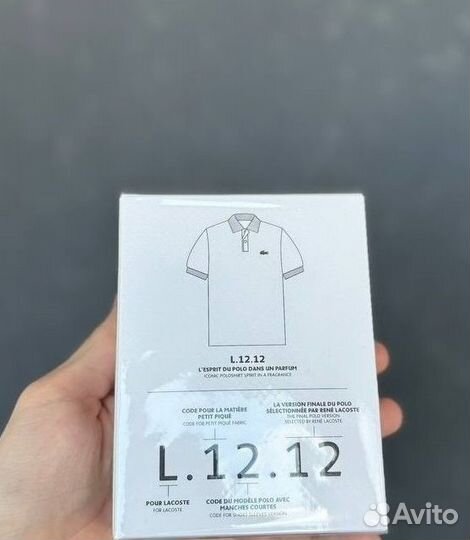 L.12.12
L'ESPRIT DU POLO DANS UN PARFUM
ICONIC POLOSHIRT SPIRIT IN A FRAGRANCE
CODE POUR LA MATIÈRE
PETIT PIQUÉ
CODE FOR PETIT PIQUE FABRIC
LA VERSION FINALE DU POLO
SÉLECTIONNÉE PAR RENÉ LACOSTE
THE FINAL POLO VERSION
SELECTED BY RENÉ LACOSTE
L.12.12
POUR LACOSTE
FOR LACOSTE
CODE DU MODÈLE POLO AVEC
MANCHES COURTES
CODE FOR SHORT SLEEVES VERSION
Avito